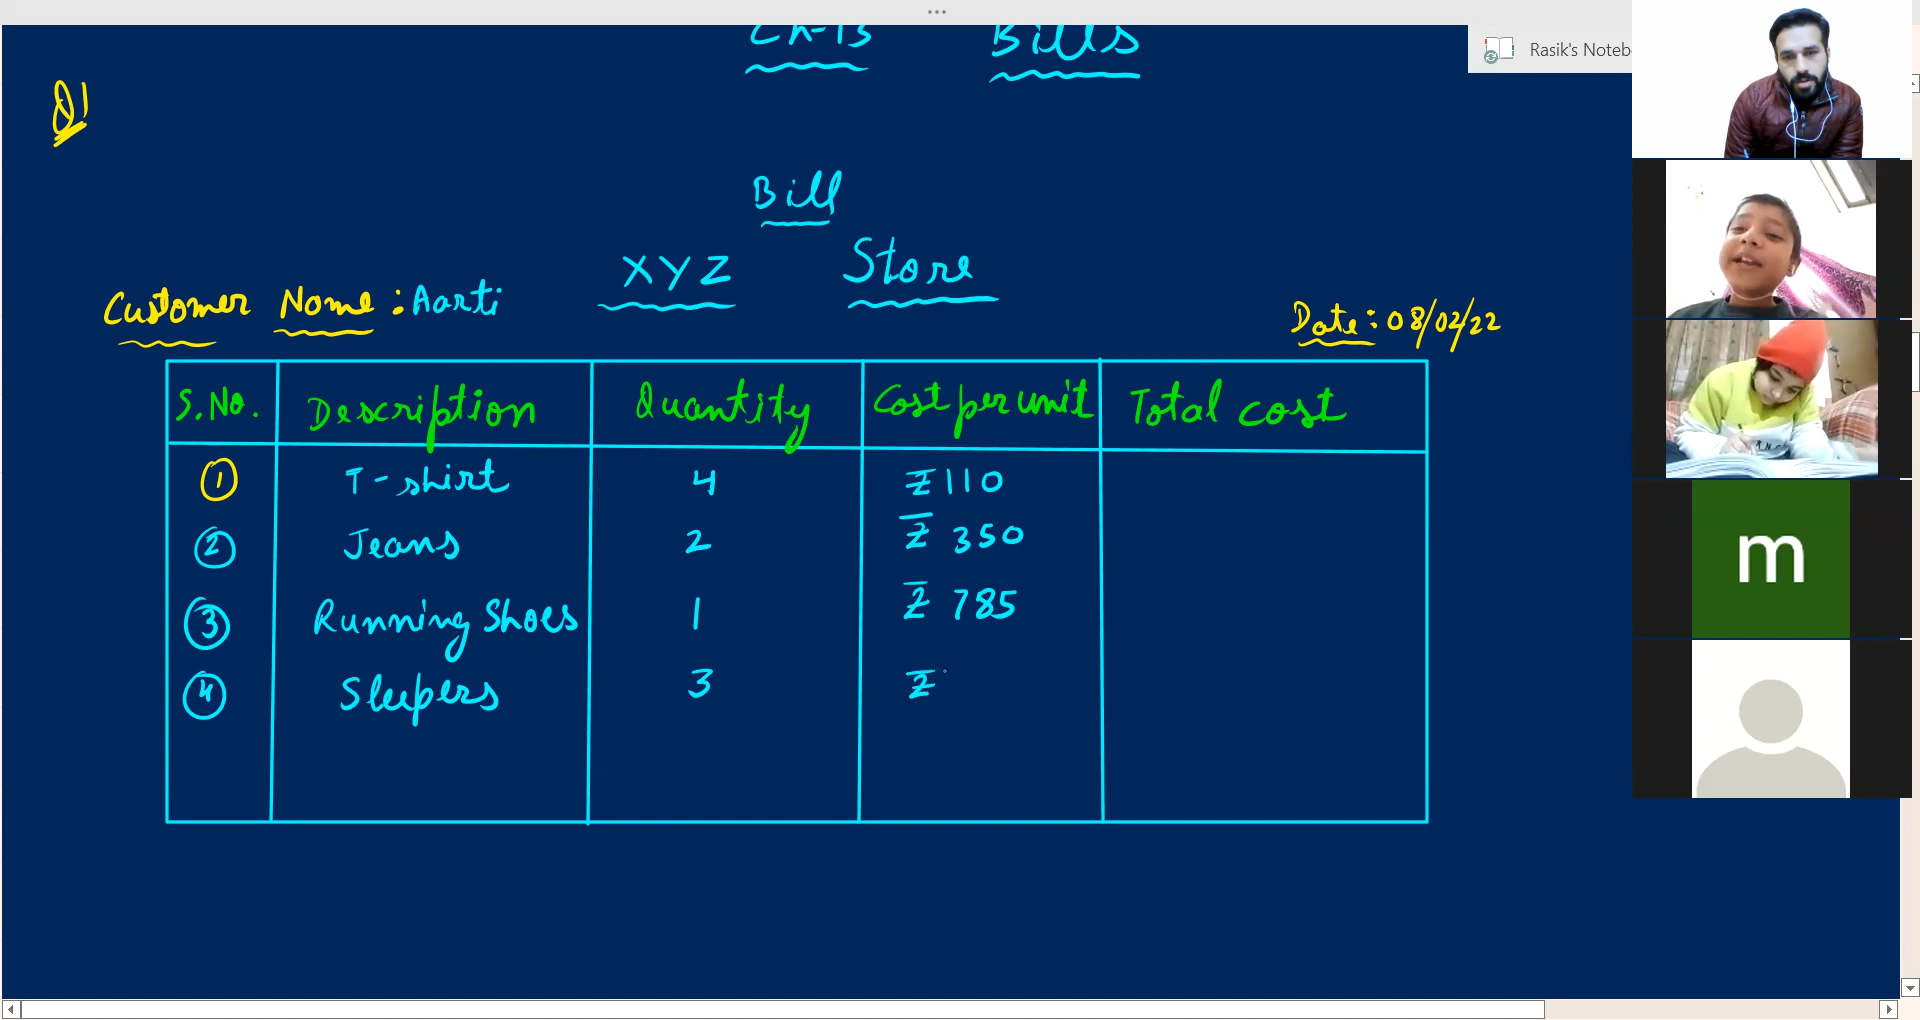 Ch-13 Bills
Rasik's Noteb
Q1
Bill
XYZ Store
Customer Name : Aarti
Date : 08/02/22
S.No. Description Quantity Cost per unit Total cost
1 T-shirt 4 ₹110
2 Jeans 2 ₹ 350
3 Running Shoes 1 ₹ 785
4 Sleepers 3 ₹
m